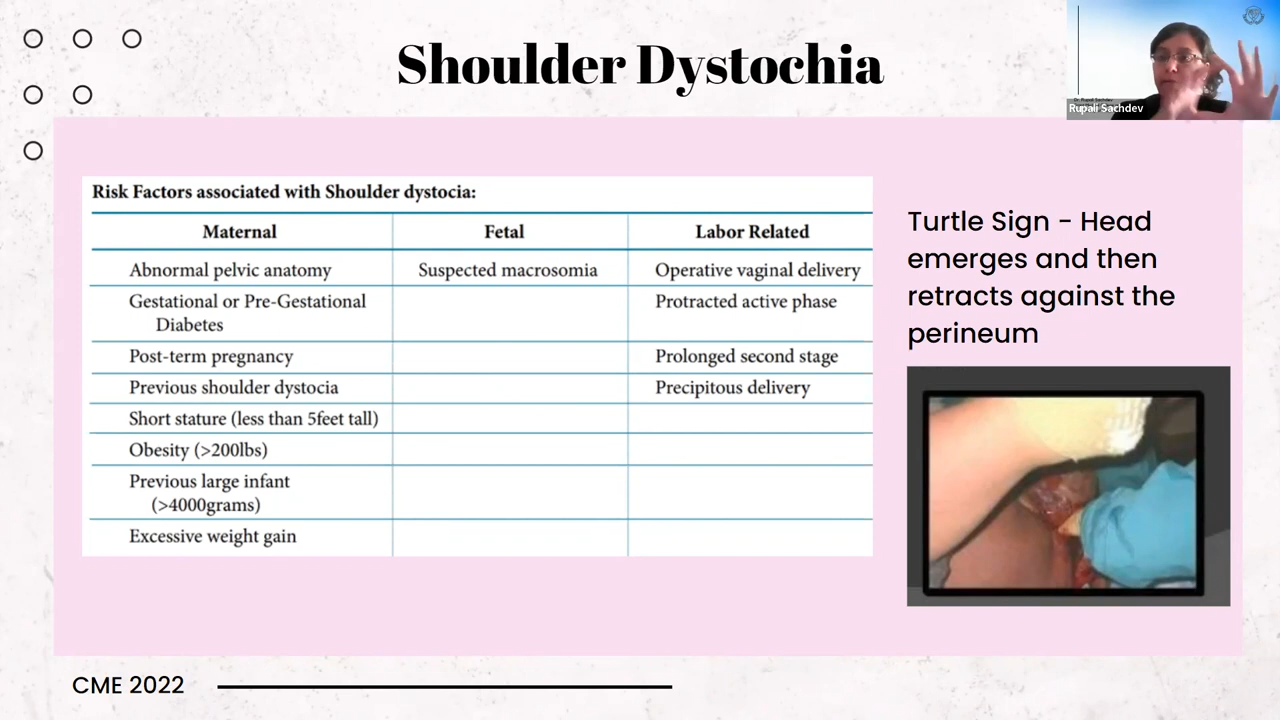 Shoulder Dystochia
Rupali Sachdev
Risk Factors associated with Shoulder dystocia:
Maternal Fetal Labor Related
Abnormal pelvic anatomy Suspected macrosomia Operative vaginal delivery
Gestational or Pre-Gestational Protracted active phase
Diabetes
Post-term pregnancy Prolonged second stage
Previous shoulder dystocia Precipitous delivery
Short stature (less than 5feet tall)
Obesity (>200lbs)
Previous large infant
(>4000grams)
Excessive weight gain
Turtle Sign - Head
emerges and then
retracts against the
perineum
CME 2022